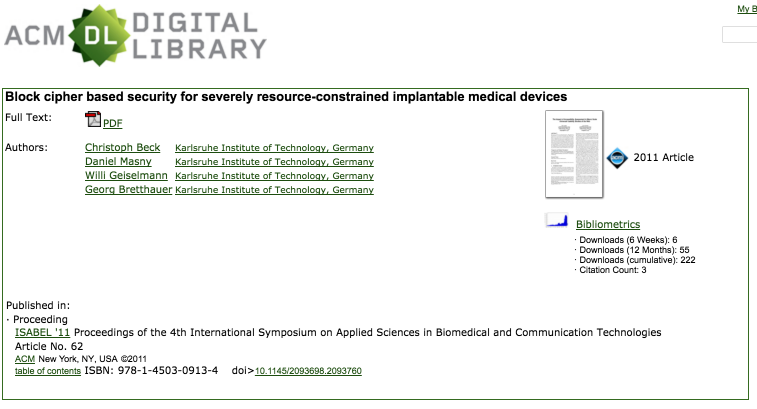 ACM DL DIGITAL LIBRARY
My B
Block cipher based security for severely resource-constrained implantable medical devices
Full Text: PDF
Authors: Christoph Beck Karlsruhe Institute of Technology, Germany
Daniel Masny Karlsruhe Institute of Technology, Germany
Willi Geiselmann Karlsruhe Institute of Technology, Germany
Georg Bretthauer Karlsruhe Institute of Technology, Germany
2011 Article
Bibliometrics
· Downloads (6 Weeks): 6
· Downloads (12 Months): 55
· Downloads (cumulative): 222
· Citation Count: 3
Published in:
· Proceeding
ISABEL '11 Proceedings of the 4th International Symposium on Applied Sciences in Biomedical and Communication Technologies
Article No. 62
ACM New York, NY, USA ©2011
table of contents ISBN: 978-1-4503-0913-4 doi>10.1145/2093698.2093760